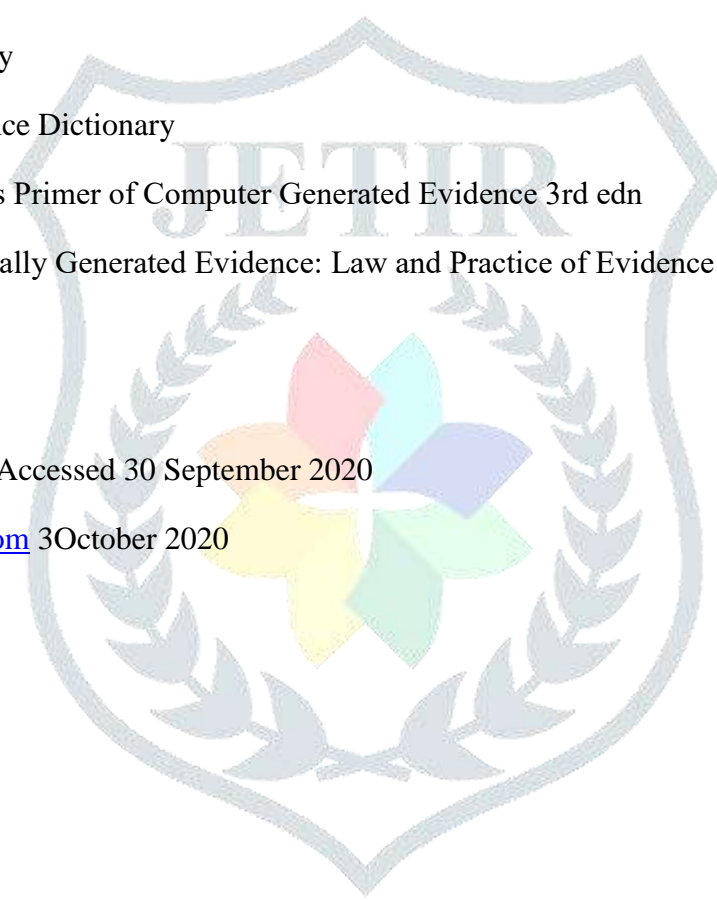 y
ce Dictionary
JETIR
s Primer of Computer Generated Evidence 3rd edn
ally Generated Evidence: Law and Practice of Evidence
Accessed 30 September 2020
om 3October 2020